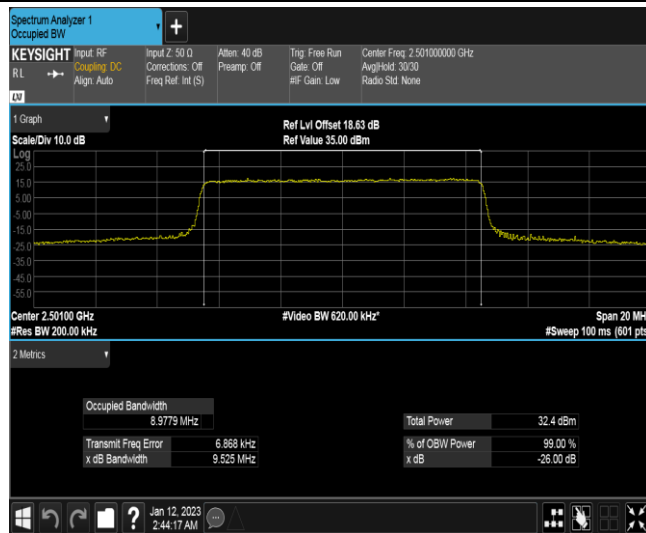 Spectrum Analyzer 1
Occupied BW
+
KEYSIGHT Input: RF Input Z: 50 Ω Atten: 40 dB Trig: Free Run Center Freq: 2.501000000 GHz
RL Coupling: DC Corrections: Off Preamp: Off Gate: Off Avg|Hold: 30/30
Align: Auto Freq Ref: Int (S) #IF Gain: Low Radio Std: None
1 Graph
Ref Lvl Offset 18.63 dB
Scale/Div 10.0 dB Ref Value 35.00 dBm
Log
25.0
15.0
5.00
-5.00
-15.0
-25.0
-35.0
-45.0
-55.0
Center 2.50100 GHz #Video BW 620.00 kHz* Span 20 MH
#Res BW 200.00 kHz #Sweep 100 ms (601 pts
2 Metrics
Occupied Bandwidth
8.9779 MHz Total Power 32.4 dBm
Transmit Freq Error 6.868 kHz % of OBW Power 99.00 %
x dB Bandwidth 9.525 MHz x dB -26.00 dB
? Jan 12, 2023
2:44:17 AM